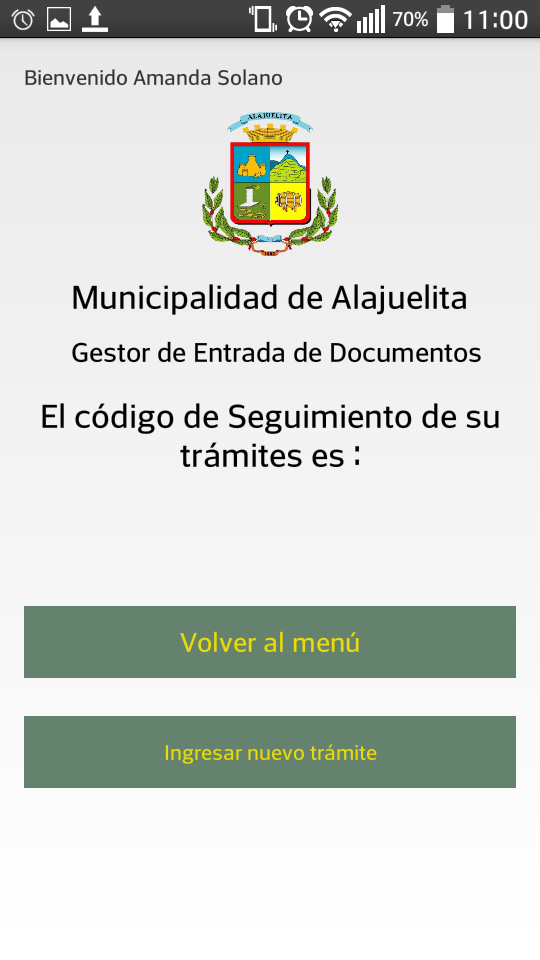 70% 11:00
Bienvenido Amanda Solano
ALAJUELITA
Municipalidad de Alajuelita
Gestor de Entrada de Documentos
El código de Seguimiento de su
trámites es :
Volver al menú
Ingresar nuevo trámite